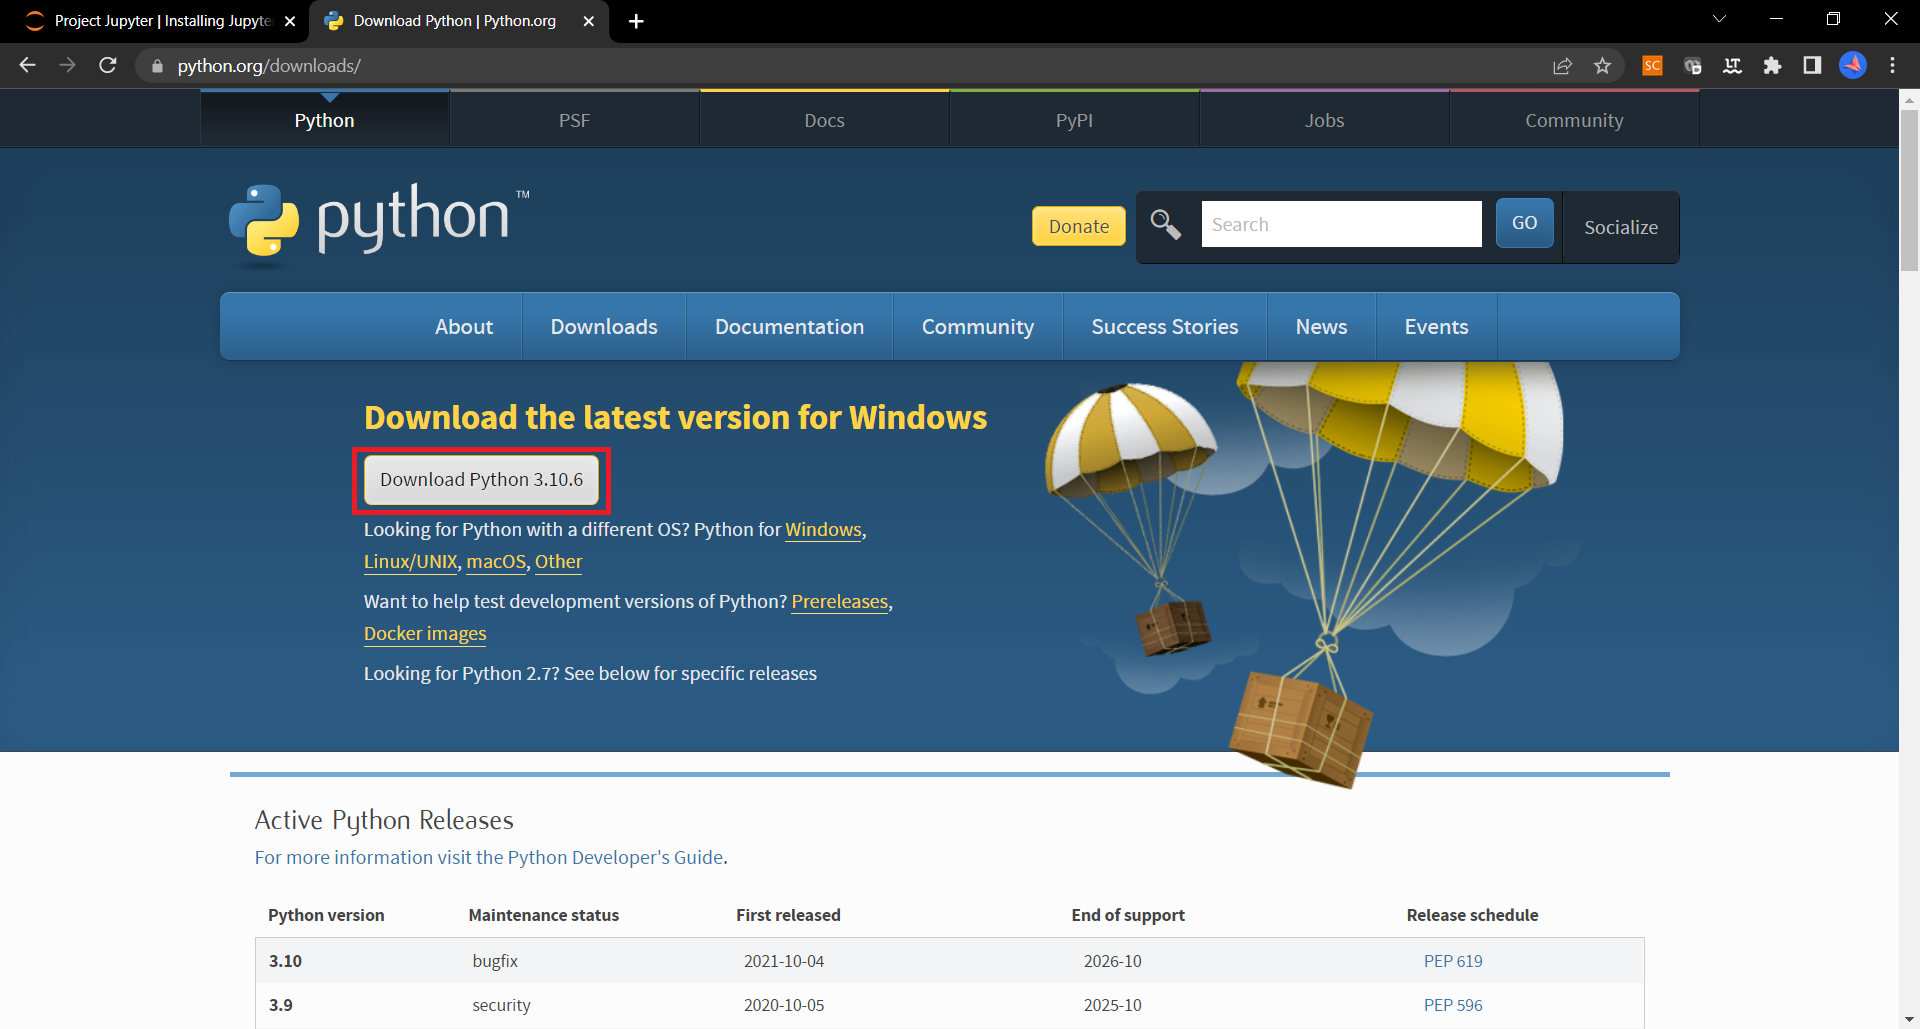 Project Jupyter | Installing Jupyte
Download Python | Python.org
python.org/downloads/
SC
Python
PSF
Docs
PyPI
Jobs
Community
python™
Donate
Search
GO
Socialize
About
Downloads
Documentation
Community
Success Stories
News
Events
Download the latest version for Windows
Download Python 3.10.6
Looking for Python with a different OS? Python for Windows,
Linux/UNIX, macOS, Other
Want to help test development versions of Python? Prereleases,
Docker images
Looking for Python 2.7? See below for specific releases
Active Python Releases
For more information visit the Python Developer's Guide.
Python version Maintenance status First released End of support Release schedule
3.10 bugfix 2021-10-04 2026-10 PEP 619
3.9 security 2020-10-05 2025-10 PEP 596